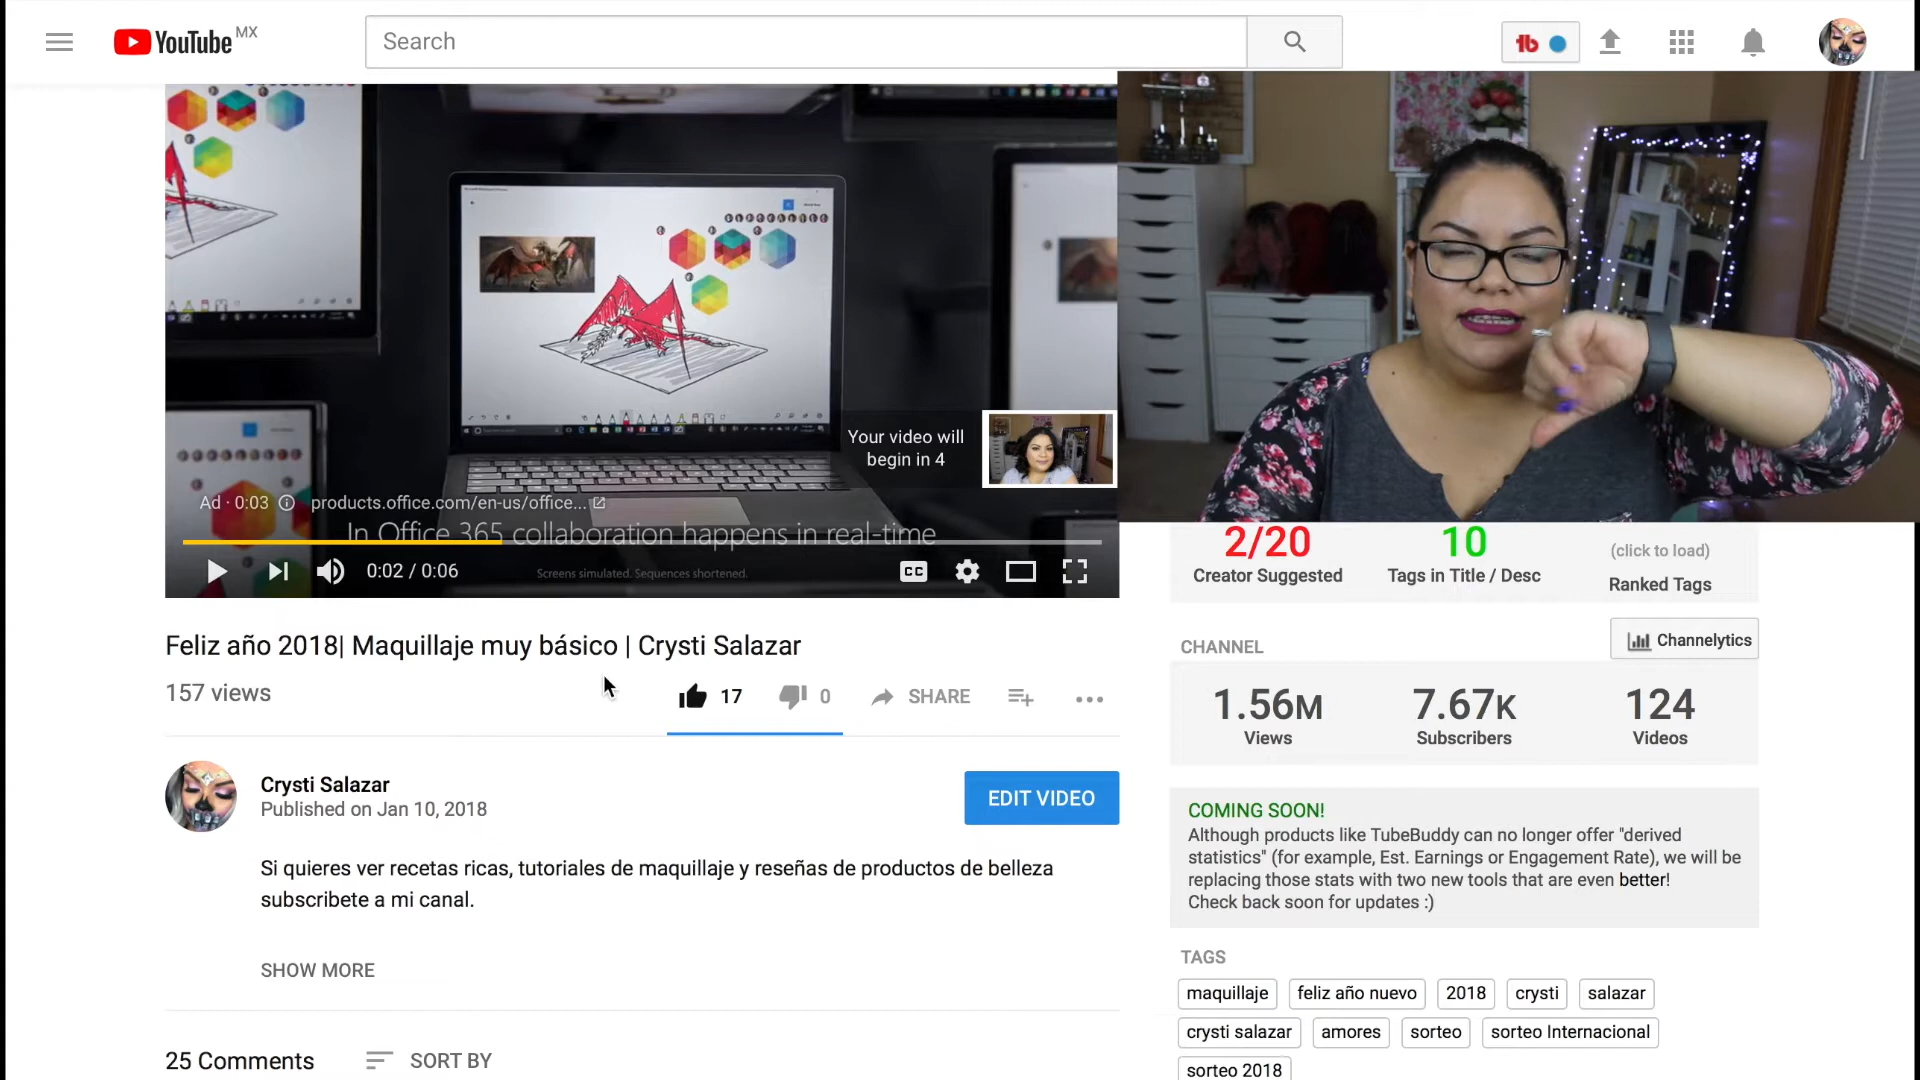 YouTube MX
Search
Your video will
begin in 4
Ad · 0:03 products.office.com/en-us/office...
In Office 365 collaboration happens in real-time
0:02 / 0:06
Screens simulated. Sequences shortened.
CC
2/20
Creator Suggested
10
Tags in Title / Desc
(click to load)
Ranked Tags
Feliz año 2018| Maquillaje muy básico | Crysti Salazar
157 views
17
0
SHARE
CHANNEL
Channelytics
1.56M
Views
7.67K
Subscribers
124
Videos
Crysti Salazar
Published on Jan 10, 2018
EDIT VIDEO
Si quieres ver recetas ricas, tutoriales de maquillaje y reseñas de productos de belleza
subscribete a mi canal.
SHOW MORE
COMING SOON!
Although products like TubeBuddy can no longer offer "derived
statistics" (for example, Est. Earnings or Engagement Rate), we will be
replacing those stats with two new tools that are even better!
Check back soon for updates :)
TAGS
maquillaje feliz año nuevo 2018 crysti salazar
crysti salazar amores sorteo sorteo Internacional
sorteo 2018
25 Comments
SORT BY